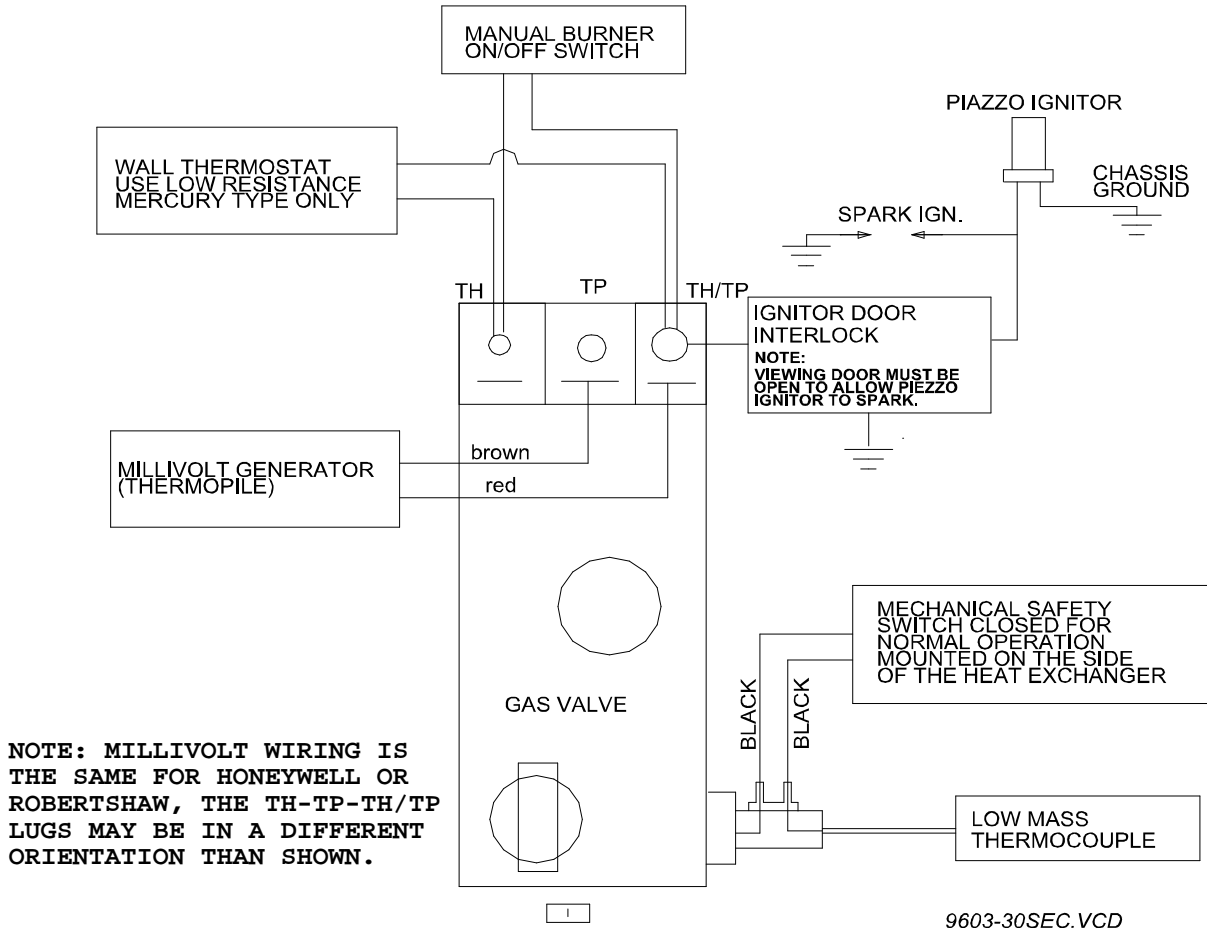 MANUAL BURNER
ON/OFF SWITCH
PIAZZO IGNITOR
WALL THERMOSTAT
USE LOW RESISTANCE
MERCURY TYPE ONLY
CHASSIS
GROUND
SPARK IGN.
TH
TP
TH/TP
IGNITOR DOOR
INTERLOCK
NOTE:
VIEWING DOOR MUST BE
OPEN TO ALLOW PIEZZO
IGNITOR TO SPARK.
MILLIVOLT GENERATOR
(THERMOPILE)
brown
red
MECHANICAL SAFETY
SWITCH CLOSED FOR
NORMAL OPERATION
MOUNTED ON THE SIDE
OF THE HEAT EXCHANGER
GAS VALVE
BLACK
BLACK
NOTE: MILLIVOLT WIRING IS
THE SAME FOR HONEYWELL OR
ROBERTSHAW, THE TH-TP-TH/TP
LUGS MAY BE IN A DIFFERENT
ORIENTATION THAN SHOWN.
LOW MASS
THERMOCOUPLE
9603-30SEC.VCD